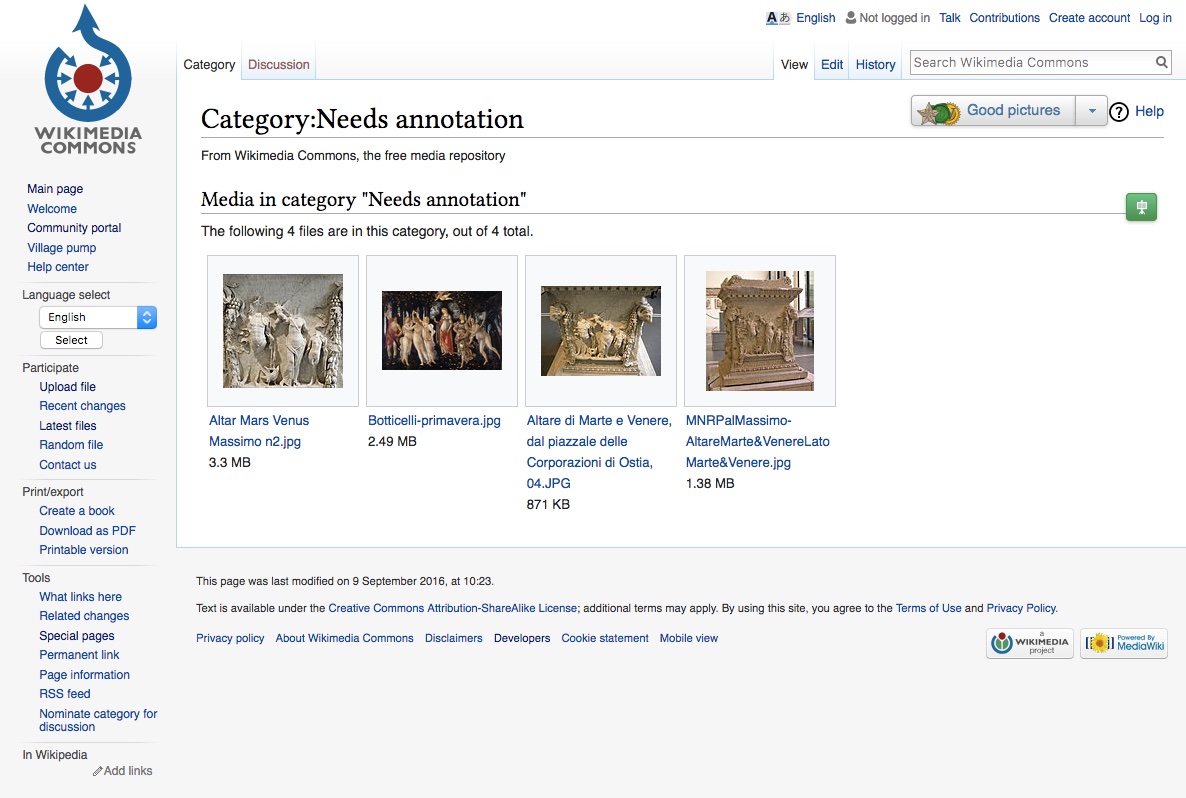 Aあ English Not logged in Talk Contributions Create account Log in
Category Discussion View Edit History Search Wikimedia Commons
WIKIMEDIA
COMMONS
Category:Needs annotation
Good pictures ? Help
From Wikimedia Commons, the free media repository
Media in category "Needs annotation"
The following 4 files are in this category, out of 4 total.
Altar Mars Venus
Massimo n2.jpg
3.3 MB
Botticelli-primavera.jpg
2.49 MB
Altare di Marte e Venere,
dal piazzale delle
Corporazioni di Ostia,
04.JPG
871 KB
MNRPalMassimo-
AltareMarte&VenereLato
Marte&Venere.jpg
1.38 MB
Main page
Welcome
Community portal
Village pump
Help center
Language select
English
Select
Participate
Upload file
Recent changes
Latest files
Random file
Contact us
Print/export
Create a book
Download as PDF
Printable version
Tools
What links here
Related changes
Special pages
Permanent link
Page information
RSS feed
Nominate category for
discussion
In Wikipedia
Add links
This page was last modified on 9 September 2016, at 10:23.
Text is available under the Creative Commons Attribution-ShareAlike License; additional terms may apply. By using this site, you agree to the Terms of Use and Privacy Policy.
Privacy policy About Wikimedia Commons Disclaimers Developers Cookie statement Mobile view
a
WIKIMEDIA
project
Powered By
MediaWiki